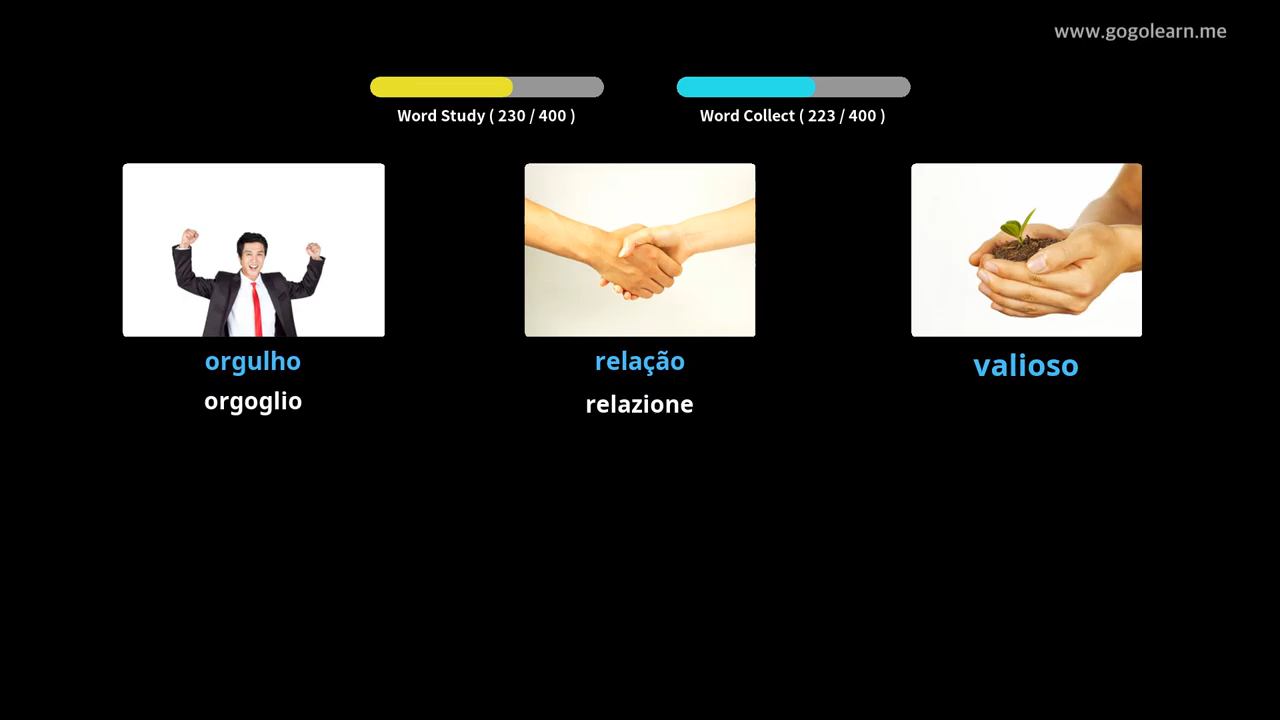 www.gogolearn.me
Word Study ( 230 / 400 )
Word Collect ( 223 / 400 )
orgulho
orgoglio
relação
relazione
valioso